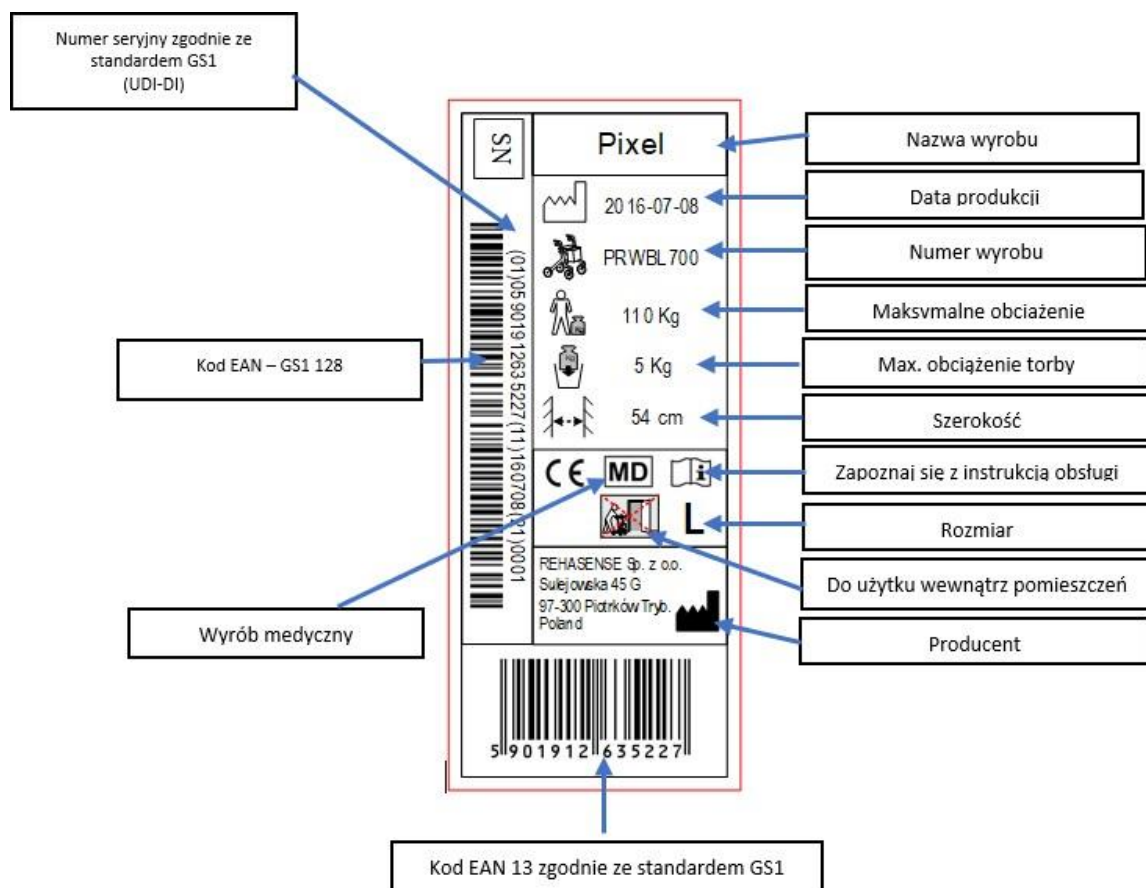 Numer seryjny zgodnie ze
standardem GS1
(UDI-DI)
SN
Pixel
Nazwa wyrobu
2016-07-08
Data produkcji
PRWBL700
Numer wyrobu
110 Kg
Maksvmalne obciażenie
5 Kg
Max. obciążenie torby
54 cm
Szerokość
(01)05901912635227(11)160708(21)0001
Kod EAN – GS1 128
CE MD i
Zapoznaj się z instrukcją obsługi
L
Rozmiar
Do użytku wewnątrz pomieszczeń
REHASENSE Sp. z o.o.
Sulejowska 45 G
97-300 Piotrków Tryb.
Poland
Wyrób medyczny
Producent
5 901912 635227
Kod EAN 13 zgodnie ze standardem GS1